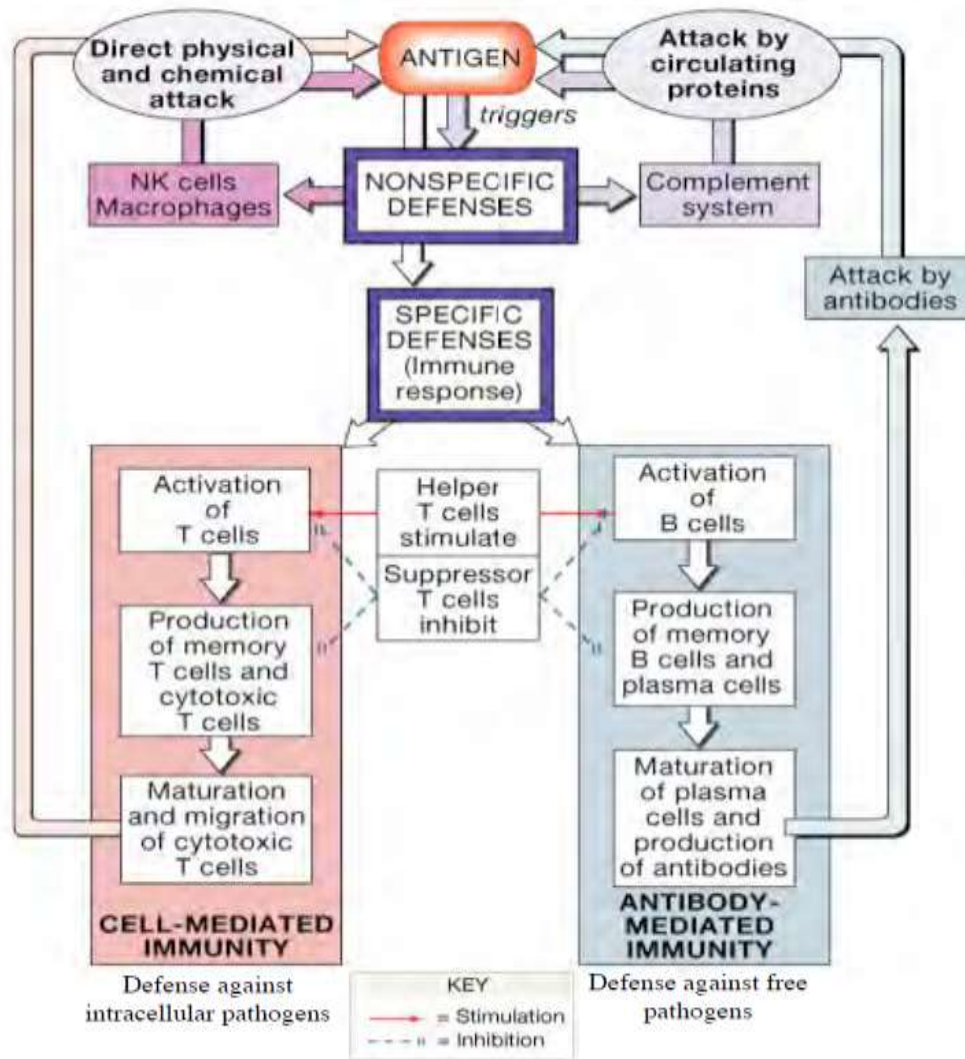 Direct physical
and chemical
attack
ANTIGEN
Attack by
circulating
proteins
triggers
NK cells
Macrophages
NONSPECIFIC
DEFENSES
Complement
system
Attack by
antibodies
SPECIFIC
DEFENSES
(Immune
response)
Activation
of
T cells
Helper
T cells
stimulate
Suppressor
T cells
inhibit
Activation
of
B cells
Production
of memory
T cells and
cytotoxic
T cells
Production
of memory
B cells and
plasma cells
Maturation
and migration
of cytotoxic
T cells
Maturation
of plasma
cells and
production
of antibodies
CELL-MEDIATED
IMMUNITY
ANTIBODY-
MEDIATED
IMMUNITY
Defense against
intracellular pathogens
KEY
= Stimulation
= Inhibition
Defense against free
pathogens